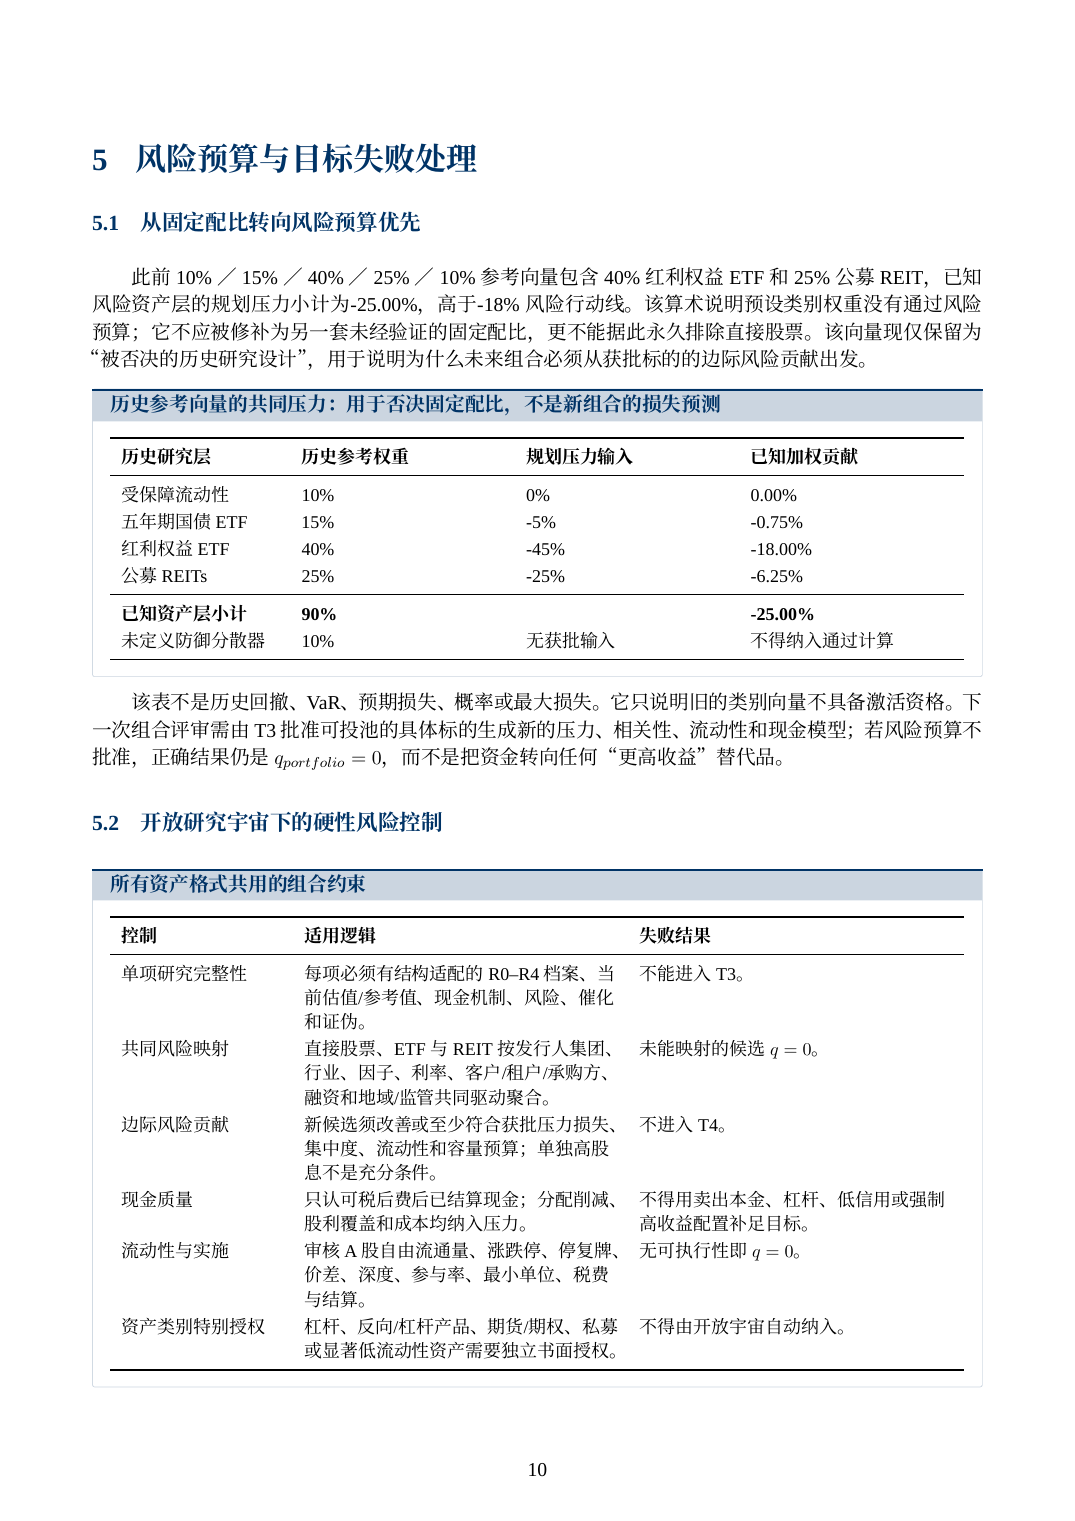 5 风险预算与目标失败处理
5.1 从固定配比转向风险预算优先
此前 10% ／ 15% ／ 40% ／ 25% ／ 10% 参考向量包含 40% 红利权益 ETF 和 25% 公募 REIT，已知
风险资产层的规划压力小计为-25.00%，高于-18% 风险行动线。该算术说明预设类别权重没有通过风险
预算；它不应被修补为另一套未经验证的固定配比，更不能据此永久排除直接股票。该向量现仅保留为
“被否决的历史研究设计”，用于说明为什么未来组合必须从获批标的的边际风险贡献出发。
历史参考向量的共同压力：用于否决固定配比，不是新组合的损失预测
历史研究层 历史参考权重 规划压力输入 已知加权贡献
受保障流动性 10% 0% 0.00%
五年期国债 ETF 15% -5% -0.75%
红利权益 ETF 40% -45% -18.00%
公募 REITs 25% -25% -6.25%
已知资产层小计 90% -25.00%
未定义防御分散器 10% 无获批输入 不得纳入通过计算
该表不是历史回撤、VaR、预期损失、概率或最大损失。它只说明旧的类别向量不具备激活资格。下
一次组合评审需由 T3 批准可投池的具体标的生成新的压力、相关性、流动性和现金模型；若风险预算不
批准，正确结果仍是 q_portfolio = 0，而不是把资金转向任何“更高收益”替代品。
5.2 开放研究宇宙下的硬性风险控制
所有资产格式共用的组合约束
控制 适用逻辑 失败结果
单项研究完整性 每项必须有结构适配的 R0–R4 档案、当 不能进入 T3。
前估值/参考值、现金机制、风险、催化
和证伪。
共同风险映射 直接股票、ETF 与 REIT 按发行人集团、 未能映射的候选 q = 0。
行业、因子、利率、客户/租户/承购方、
融资和地域/监管共同驱动聚合。
边际风险贡献 新候选须改善或至少符合获批压力损失、 不进入 T4。
集中度、流动性和容量预算；单独高股
息不是充分条件。
现金质量 只认可税后费后已结算现金；分配削减、 不得用卖出本金、杠杆、低信用或强制
股利覆盖和成本均纳入压力。 高收益配置补足目标。
流动性与实施 审核 A 股自由流通量、涨跌停、停复牌、 无可执行性即 q = 0。
价差、深度、参与率、最小单位、税费
与结算。
资产类别特别授权 杠杆、反向/杠杆产品、期货/期权、私募 不得由开放宇宙自动纳入。
或显著低流动性资产需要独立书面授权。
10